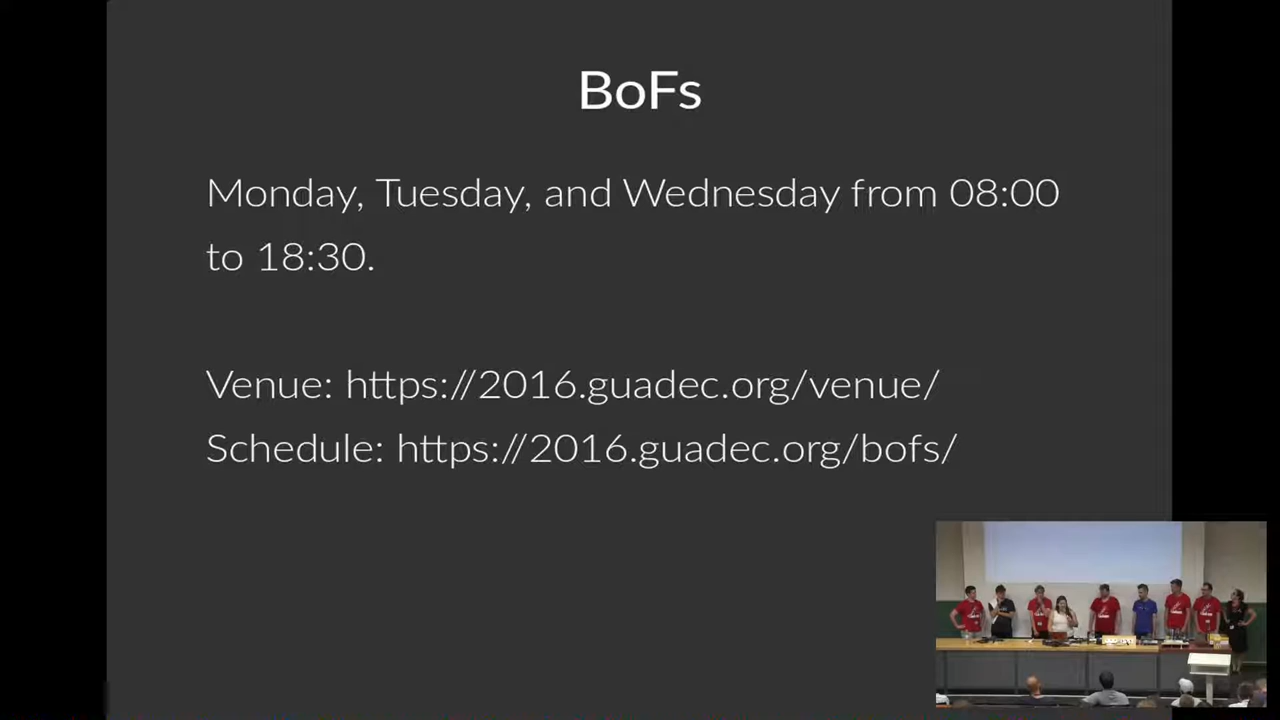 BoFs
Monday, Tuesday, and Wednesday from 08:00
to 18:30.
Venue: https://2016.guadec.org/venue/
Schedule: https://2016.guadec.org/bofs/